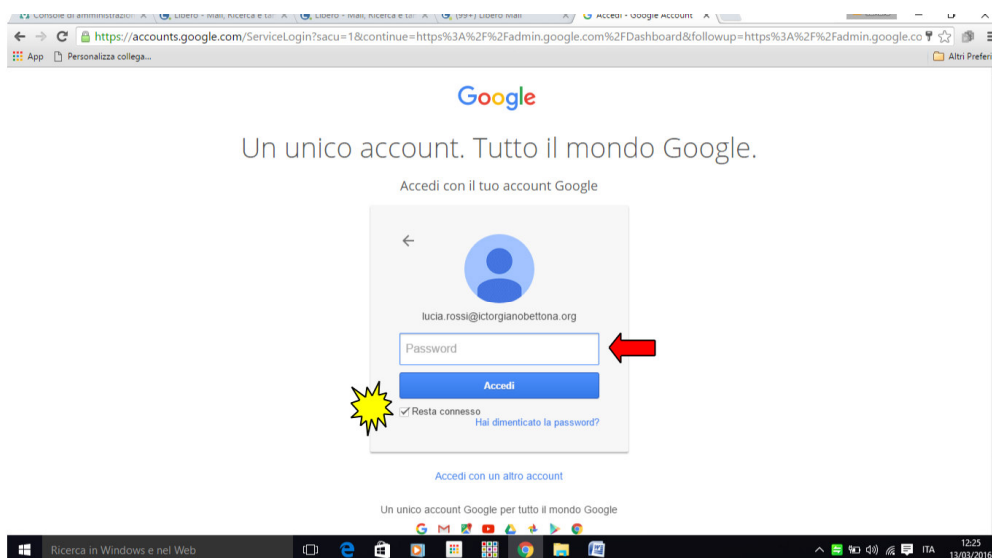 Console di amministrazion
Libero - Mail, Ricerca e
Libero - Mail, Ricerca e
(99+) Libero Mail
Accedi - Google Account
https://accounts.google.com/ServiceLogin?sacu=1&continue=https%3A%2F%2Fadmin.google.com%2FDashboard&followup=https%3A%2F%2Fadmin.google.co
App Personalizza collega... Altri Preferi
Google
Un unico account. Tutto il mondo Google.
Accedi con il tuo account Google
lucia.rossi@ictorgianobettona.org
Password
Accedi
Resta connesso
Hai dimenticato la password?
Accedi con un altro account
Un unico account Google per tutto il mondo Google
Ricerca in Windows e nel Web
ITA
12:25
13/03/2016